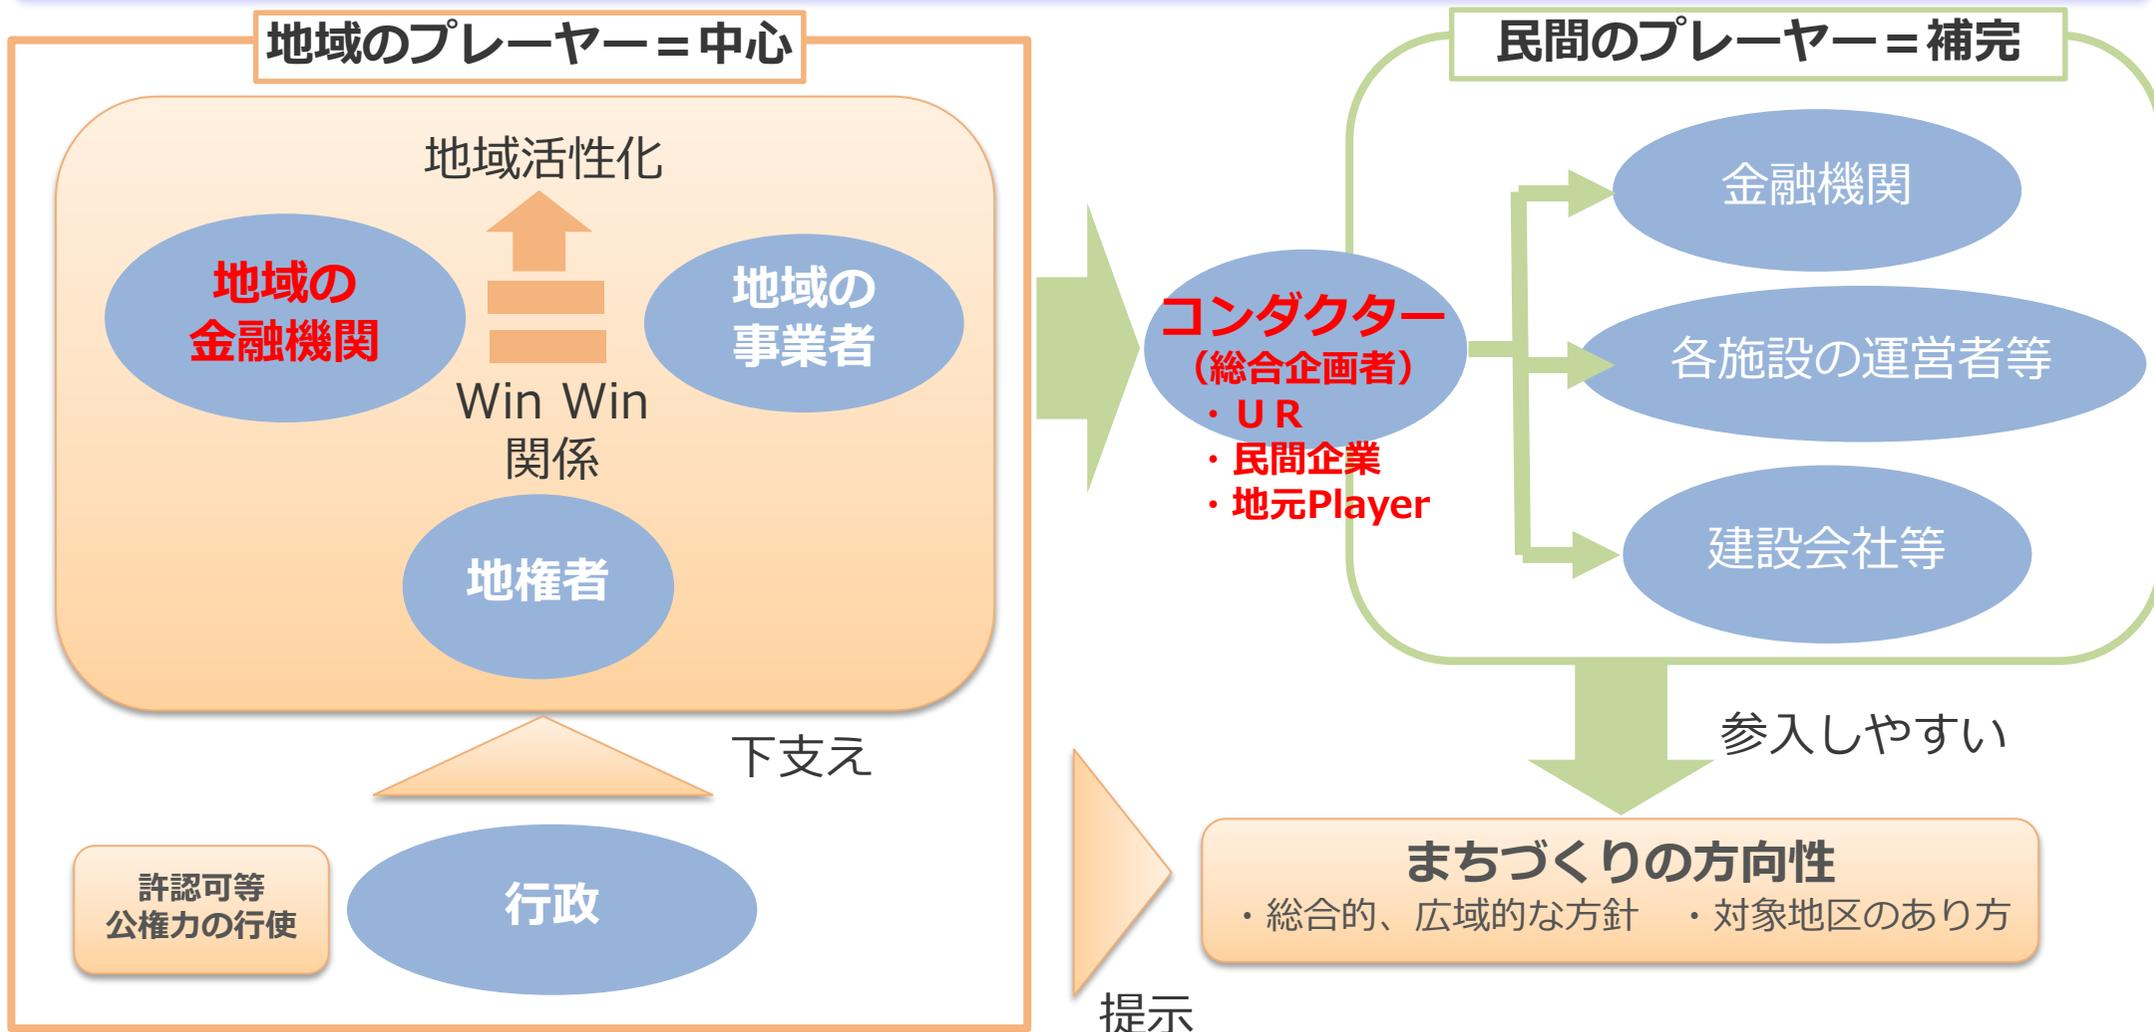 地域のプレーヤー＝中心
地域活性化
地域の
金融機関
地域の
事業者
Win Win
関係
地権者
下支え
許認可等
公権力の行使
行政
民間のプレーヤー＝補完
コンダクター
（総合企画者）
・ＵＲ
・民間企業
・地元Player
金融機関
各施設の運営者等
建設会社等
参入しやすい
まちづくりの方向性
・総合的、広域的な方針　・対象地区のあり方
提示